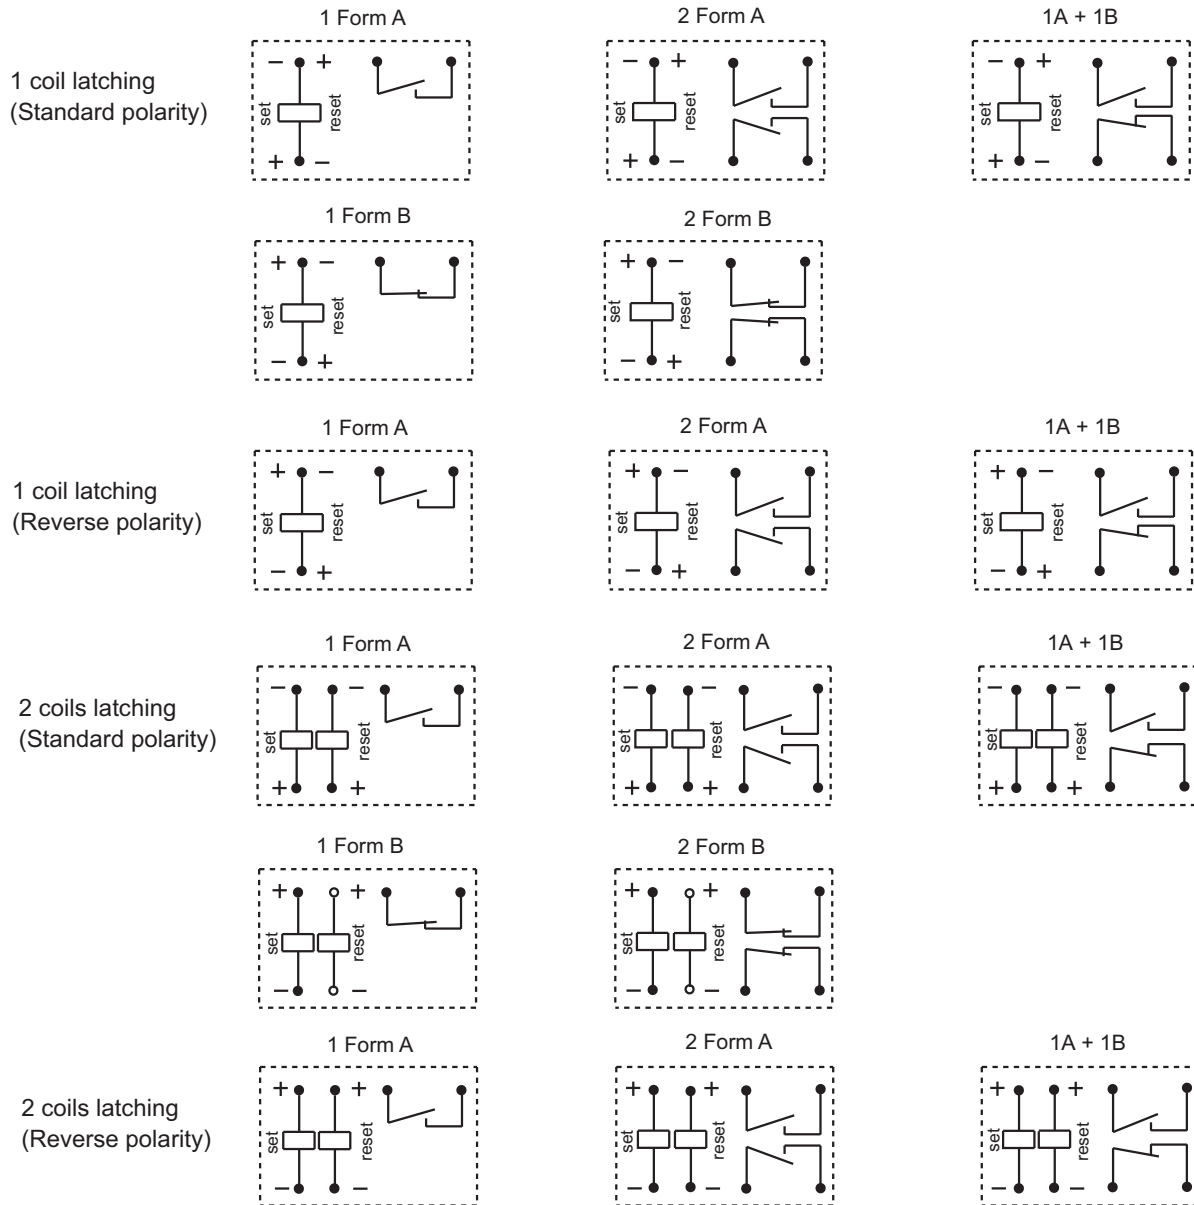 1 Form A
2 Form A
1A + 1B
1 coil latching
(Standard polarity)
− +
set
reset
+ −
− +
set
reset
+ −
− +
set
reset
+ −
1 Form B
2 Form B
+ −
set
reset
− +
+ −
set
reset
− +
1 Form A
2 Form A
1A + 1B
1 coil latching
(Reverse polarity)
+ −
set
reset
− +
+ −
set
reset
− +
+ −
set
reset
− +
1 Form A
2 Form A
1A + 1B
2 coils latching
(Standard polarity)
− −
set
reset
+ +
− −
set
reset
+ +
− −
set
reset
+ +
1 Form B
2 Form B
+ +
set
reset
− −
+ +
set
reset
− −
1 Form A
2 Form A
1A + 1B
2 coils latching
(Reverse polarity)
+ +
set
reset
− −
+ +
set
reset
− −
+ +
set
reset
− −